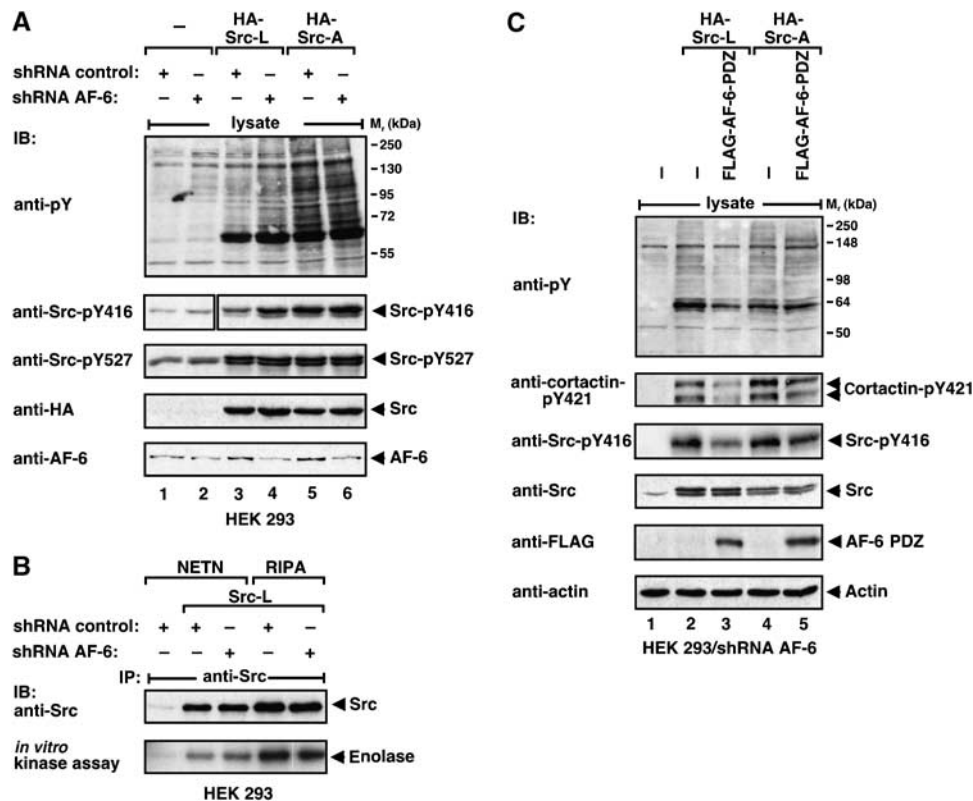 A
– HA-Src-L HA-Src-A
shRNA control: + – + – + –
shRNA AF-6: – + – + – +
IB: lysate Mr (kDa)
250
130
anti-pY 95
72
55
anti-Src-pY416 Src-pY416
anti-Src-pY527 Src-pY527
anti-HA Src
anti-AF-6 AF-6
1 2 3 4 5 6
HEK 293
B
NETN RIPA
Src-L
shRNA control: + + – + –
shRNA AF-6: – – + – +
IP: anti-Src
IB:
anti-Src Src
in vitro
kinase assay Enolase
HEK 293
C
HA-Src-L HA-Src-A
– – FLAG-AF-6-PDZ – FLAG-AF-6-PDZ
IB: lysate Mr (kDa)
250
148
anti-pY 98
64
50
anti-cortactin-
pY421 Cortactin-pY421
anti-Src-pY416 Src-pY416
anti-Src Src
anti-FLAG AF-6 PDZ
anti-actin Actin
1 2 3 4 5
HEK 293/shRNA AF-6